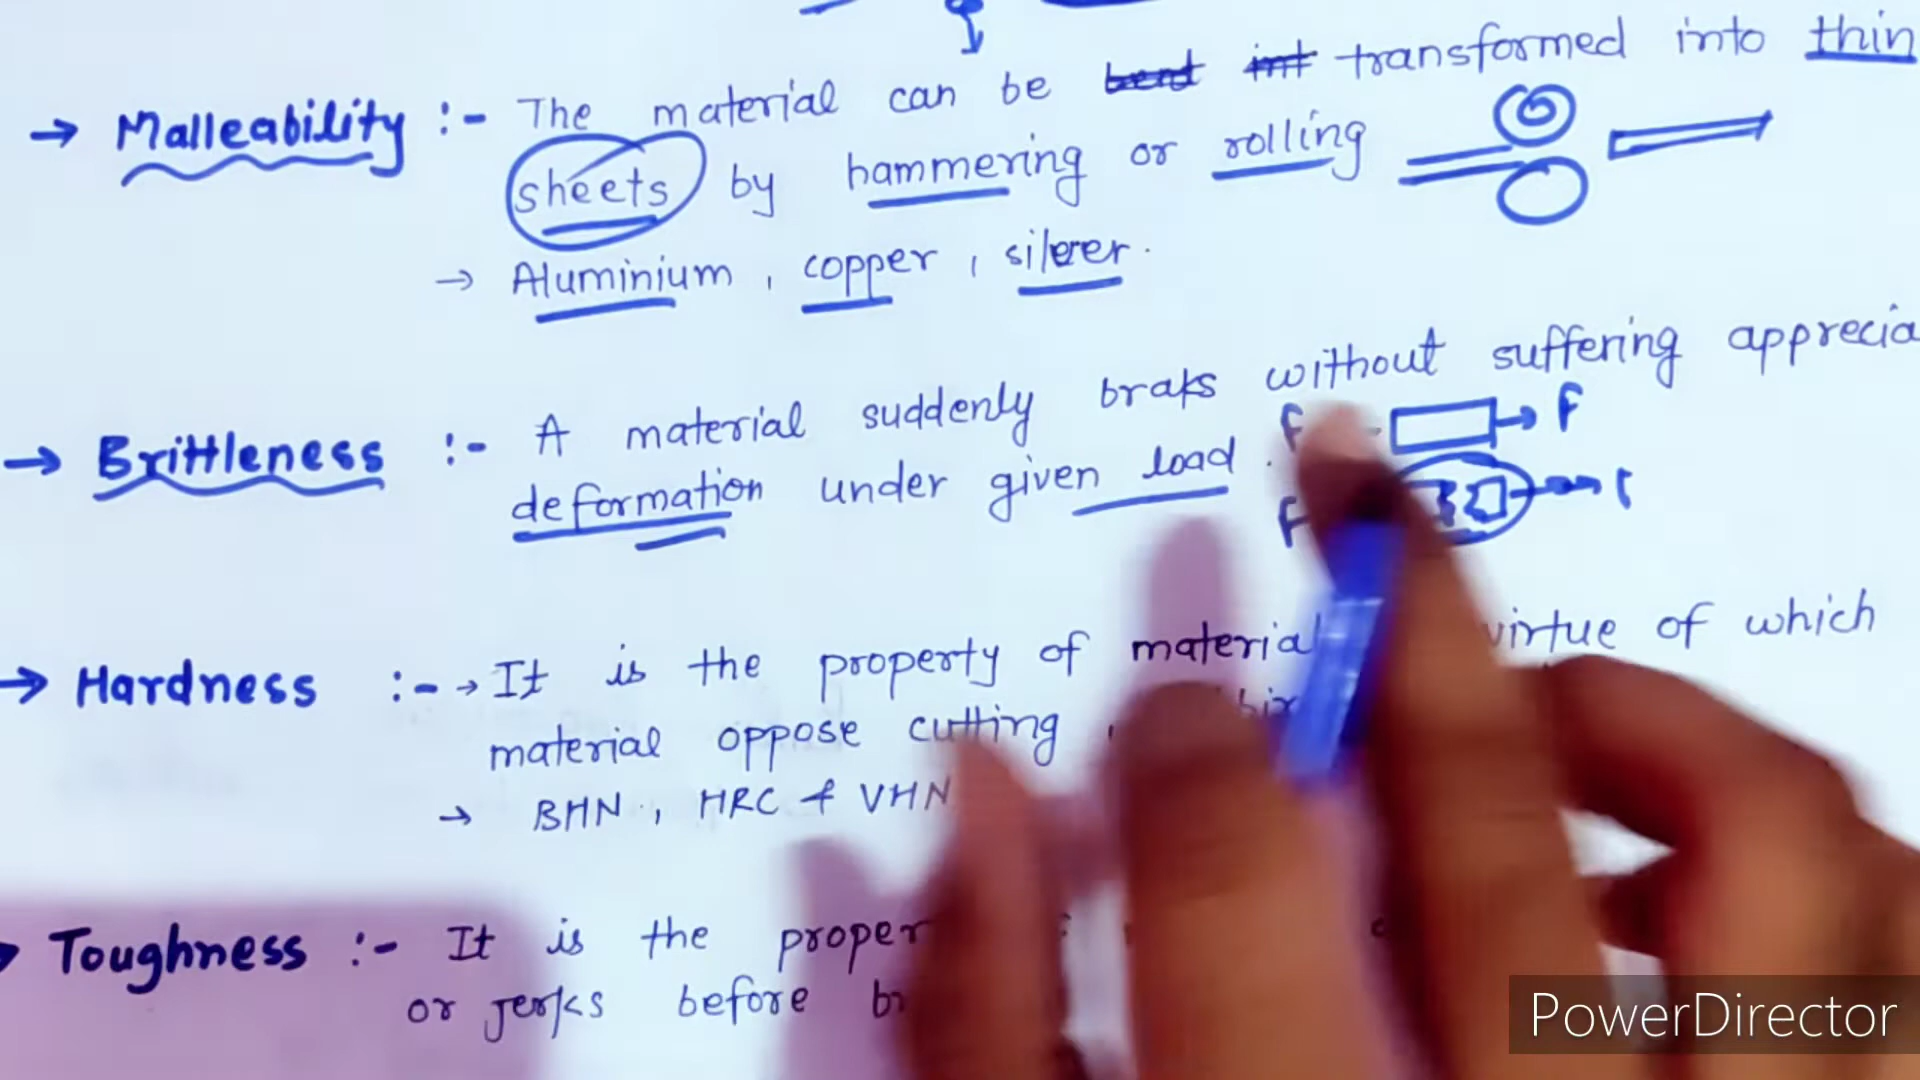 → Malleability :- The material can be bent int transformed into thin
sheets by hammering or rolling
→ Aluminium, copper, silver.
→ Brittleness :- A material suddenly braks without suffering apprecia
F F
deformation under given load.
F F
→ Hardness :- → It is the property of material virtue of which
material oppose cutting
→ BHN, HRC & VHN
→ Toughness :- It is the proper
or jerks before br
PowerDirector